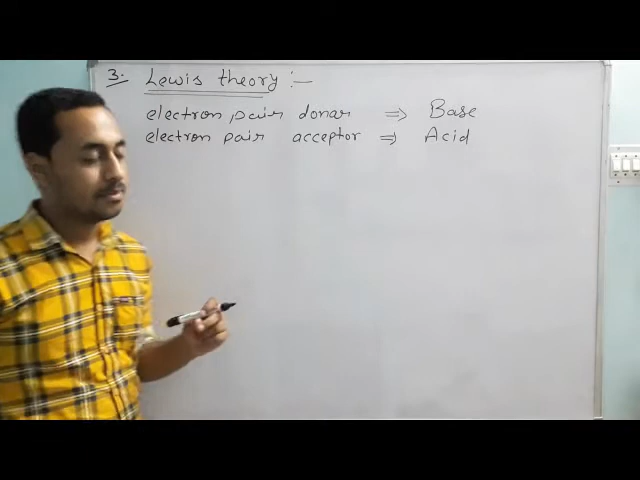 3. Lewis theory :-
electron pair donar ⇒ Base
electron pair acceptor ⇒ Acid